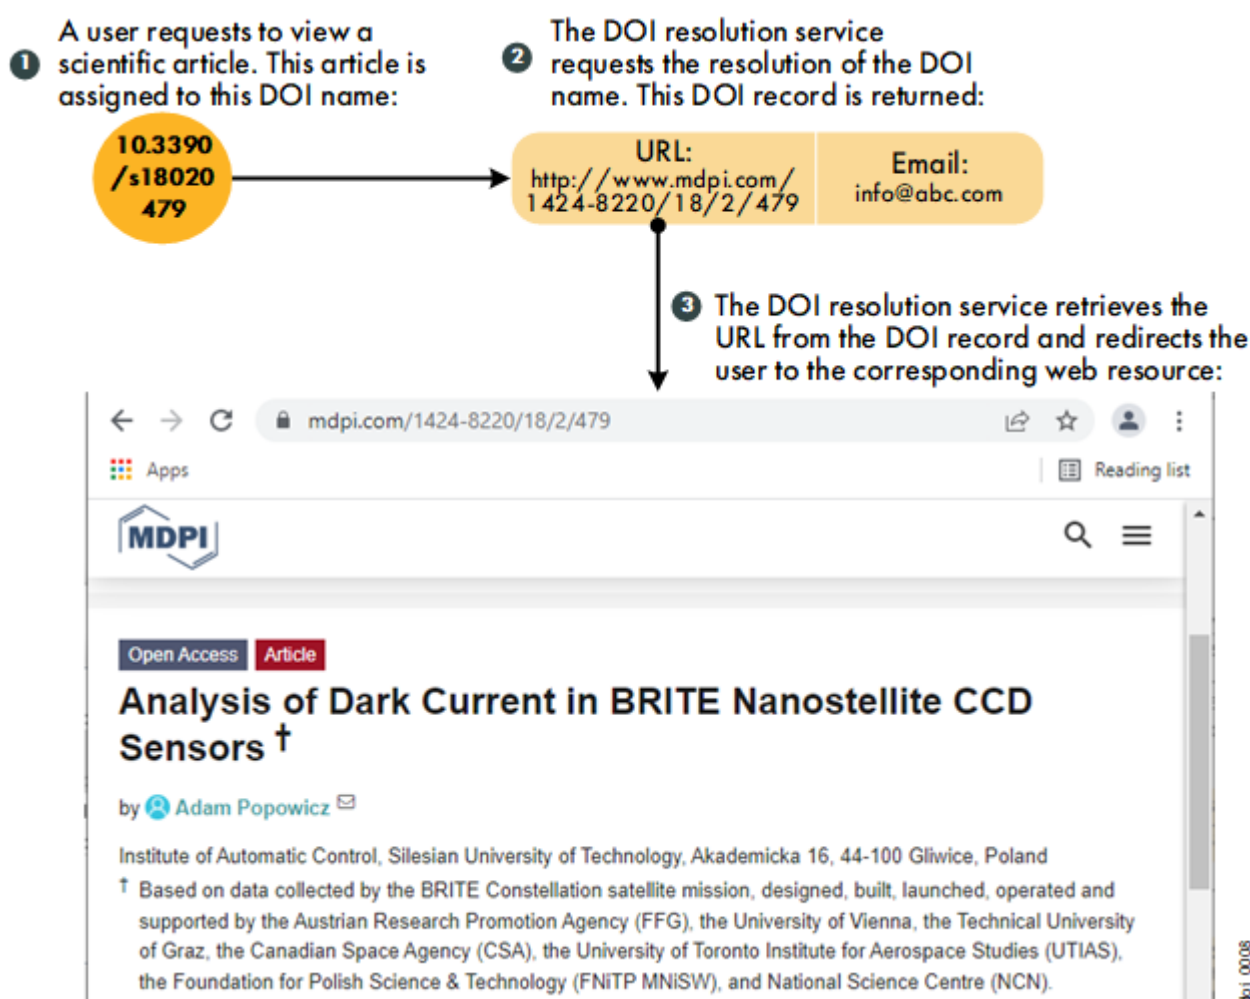 1
A user requests to view a
scientific article. This article is
assigned to this DOI name:
10.3390
/s18020
479
2
The DOI resolution service
requests the resolution of the DOI
name. This DOI record is returned:
URL:
http://www.mdpi.com/
1424-8220/18/2/479
Email:
info@abc.com
3
The DOI resolution service retrieves the
URL from the DOI record and redirects the
user to the corresponding web resource:
mdpi.com/1424-8220/18/2/479
Apps
Reading list
MDPI
Open Access Article
Analysis of Dark Current in BRITE Nanostellite CCD
Sensors †
by Adam Popowicz
Institute of Automatic Control, Silesian University of Technology, Akademicka 16, 44-100 Gliwice, Poland
† Based on data collected by the BRITE Constellation satellite mission, designed, built, launched, operated and
supported by the Austrian Research Promotion Agency (FFG), the University of Vienna, the Technical University
of Graz, the Canadian Space Agency (CSA), the University of Toronto Institute for Aerospace Studies (UTIAS),
the Foundation for Polish Science & Technology (FNiTP MNiSW), and National Science Centre (NCN).